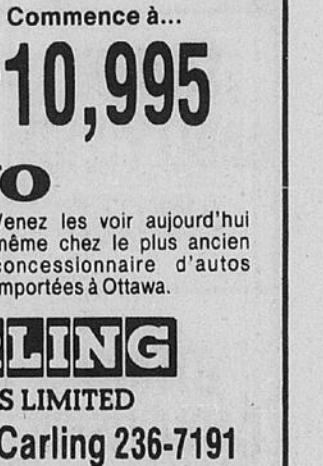 Commence à...
10,995
O
Venez les voir aujourd'hui
même chez le plus ancien
concessionnaire d'autos
importées à Ottawa.
LING
S LIMITED
Carling 236-7191